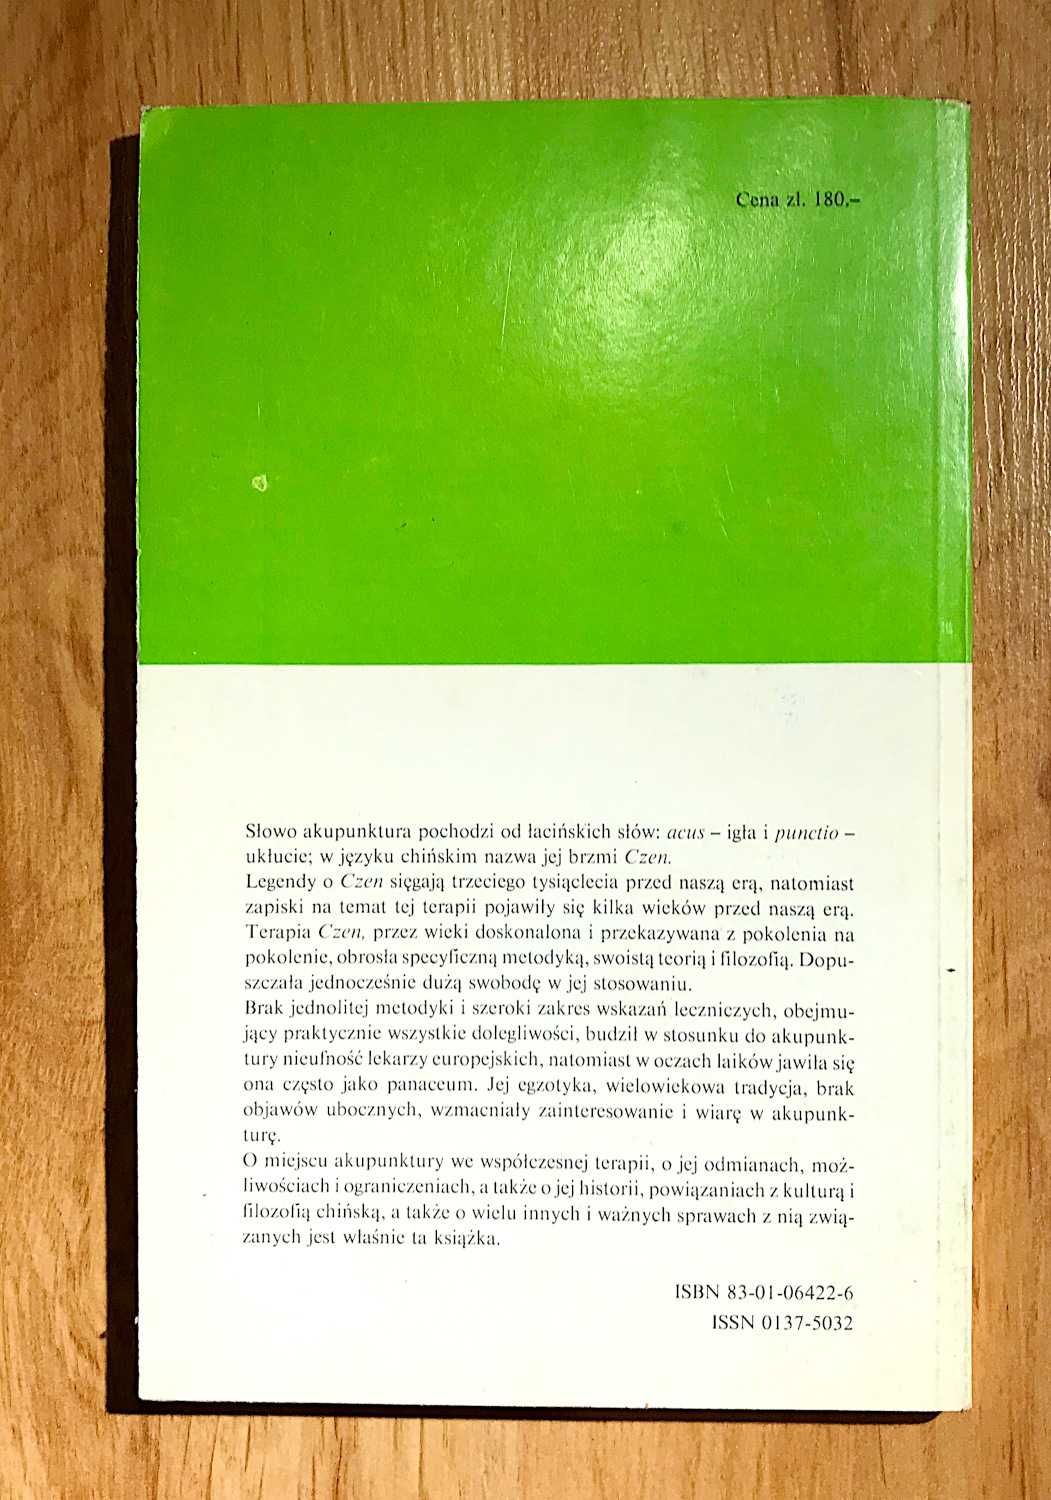 Cena zł. 180,–
Słowo akupunktura pochodzi od łacińskich słów: acus – igła i punctio –
ukłucie; w języku chińskim nazwa jej brzmi Czen.
Legendy o Czen sięgają trzeciego tysiąclecia przed naszą erą, natomiast
zapiski na temat tej terapii pojawiły się kilka wieków przed naszą erą.
Terapia Czen, przez wieki doskonalona i przekazywana z pokolenia na
pokolenie, obrosła specyficzną metodyką, swoistą teorią i filozofią. Dopu-
szczała jednocześnie dużą swobodę w jej stosowaniu.
Brak jednolitej metodyki i szeroki zakres wskazań leczniczych, obejmu-
jący praktycznie wszystkie dolegliwości, budził w stosunku do akupunk-
tury nieufność lekarzy europejskich, natomiast w oczach laików jawiła się
ona często jako panaceum. Jej egzotyka, wielowiekowa tradycja, brak
objawów ubocznych, wzmacniały zainteresowanie i wiarę w akupunk-
turę.
O miejscu akupunktury we współczesnej terapii, o jej odmianach, moż-
liwościach i ograniczeniach, a także o jej historii, powiązaniach z kulturą i
filozofią chińską, a także o wielu innych i ważnych sprawach z nią zwią-
zanych jest właśnie ta książka.
ISBN 83-01-06422-6
ISSN 0137-5032